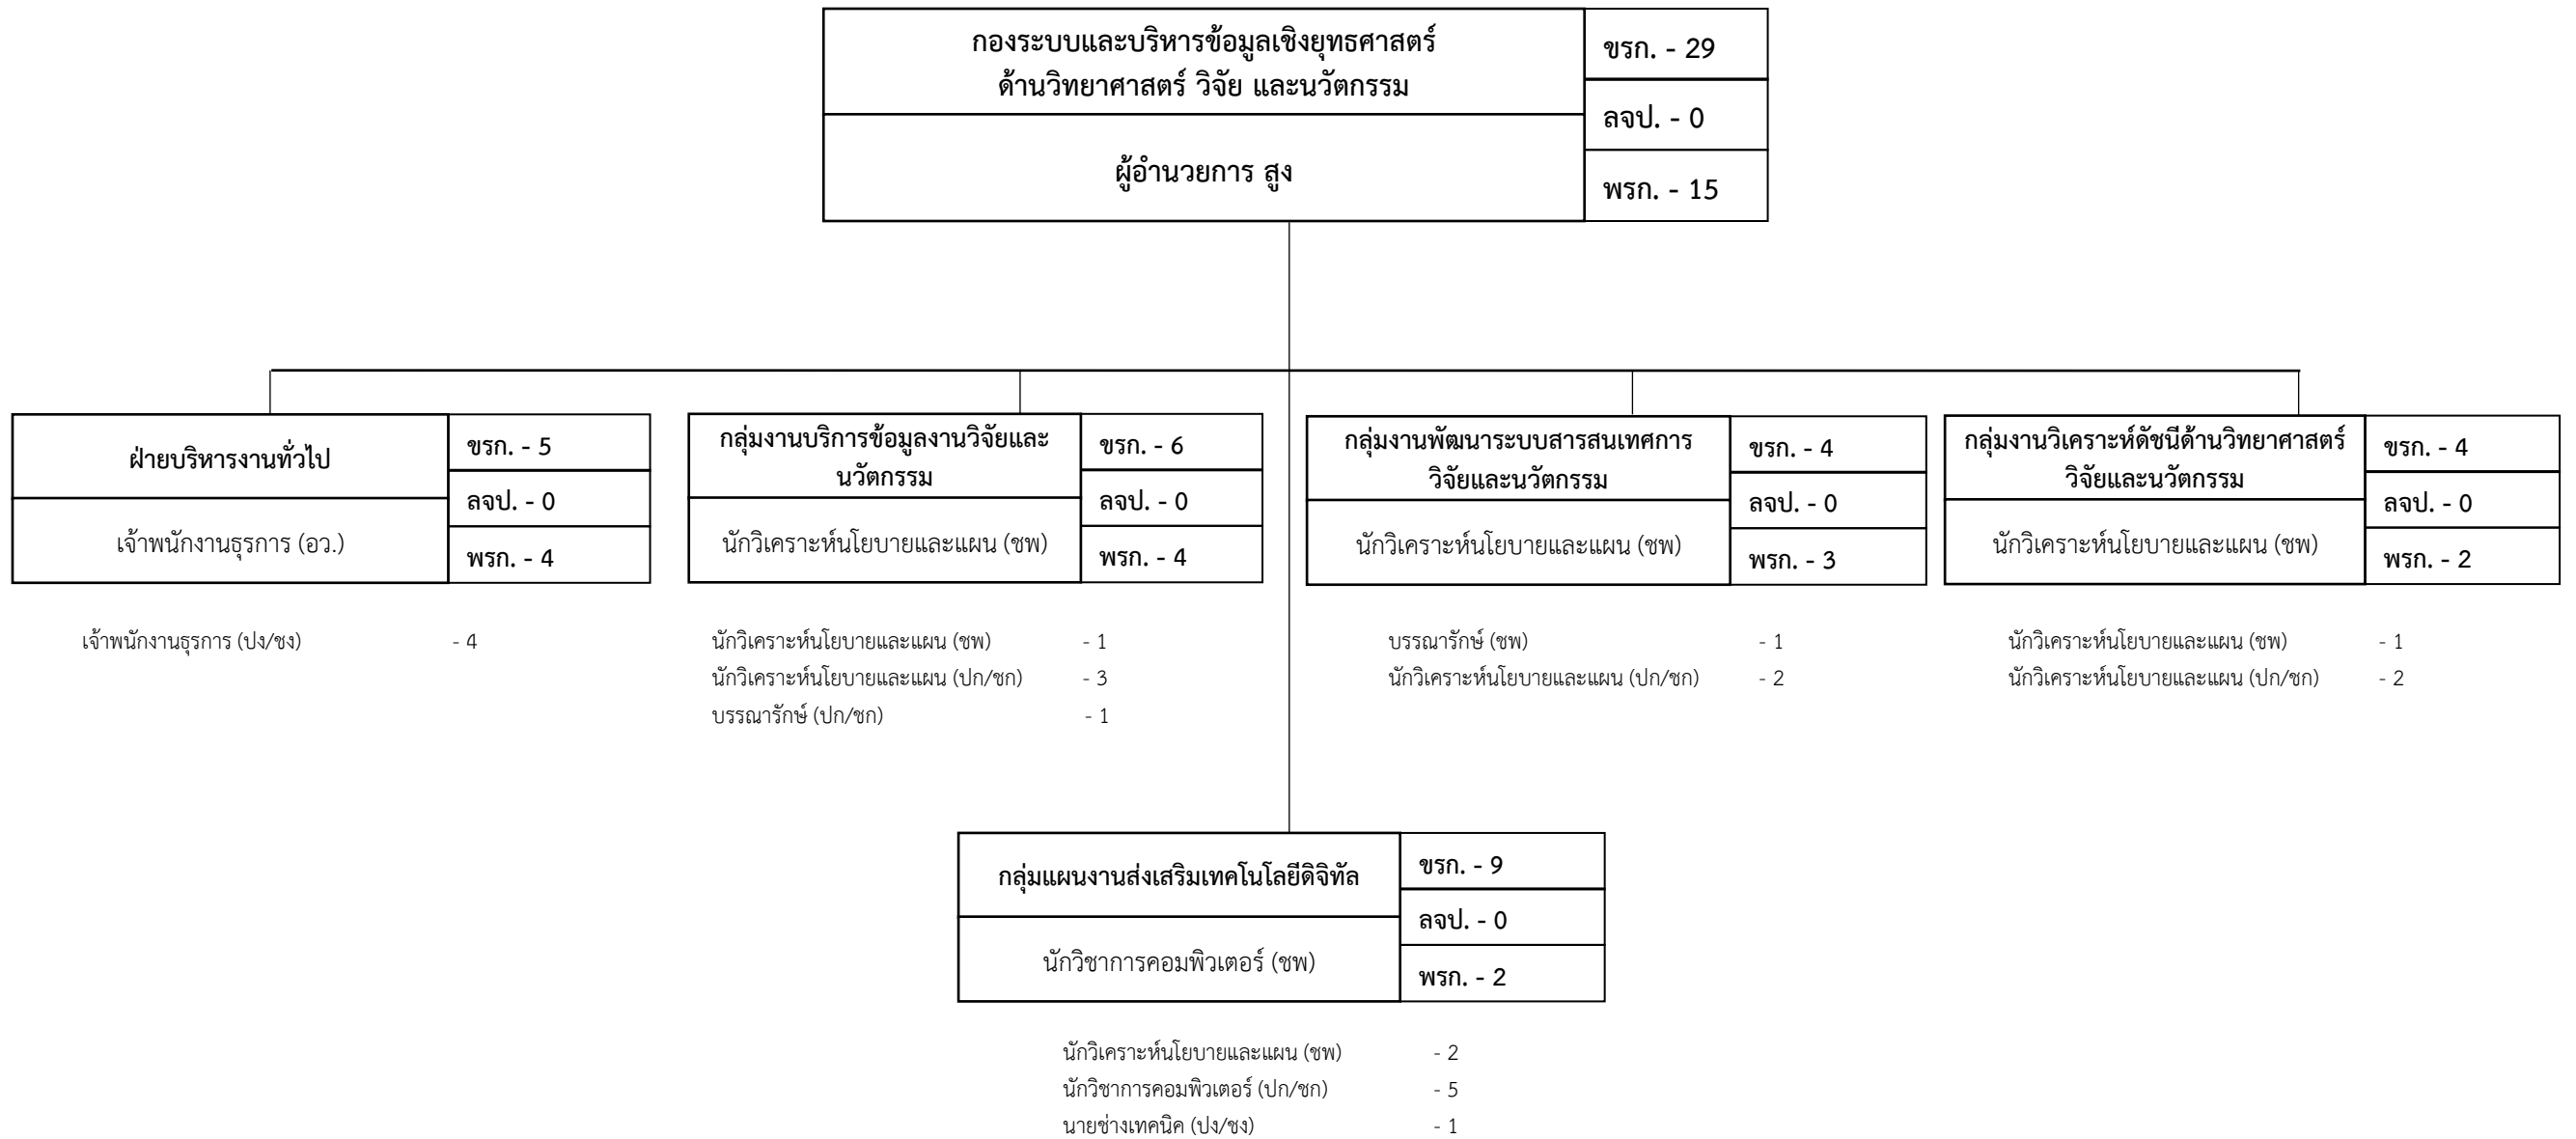 กองระบบและบริหารข้อมูลเชิงยุทธศาสตร์
ด้านวิทยาศาสตร์ วิจัย และนวัตกรรม
ผู้อำนวยการ สูง
ขรก. - 29
ลจป. - 0
พรก. - 15
ฝ่ายบริหารงานทั่วไป
เจ้าพนักงานธุรการ (อว.)
ขรก. - 5
ลจป. - 0
พรก. - 4
เจ้าพนักงานธุรการ (ปง/ชง) - 4
กลุ่มงานบริการข้อมูลงานวิจัยและ
นวัตกรรม
นักวิเคราะห์นโยบายและแผน (ชพ)
ขรก. - 6
ลจป. - 0
พรก. - 4
นักวิเคราะห์นโยบายและแผน (ชพ) - 1
นักวิเคราะห์นโยบายและแผน (ปก/ชก) - 3
บรรณารักษ์ (ปก/ชก) - 1
กลุ่มงานพัฒนาระบบสารสนเทศการ
วิจัยและนวัตกรรม
นักวิเคราะห์นโยบายและแผน (ชพ)
ขรก. - 4
ลจป. - 0
พรก. - 3
บรรณารักษ์ (ชพ) - 1
นักวิเคราะห์นโยบายและแผน (ปก/ชก) - 2
กลุ่มงานวิเคราะห์ดัชนีด้านวิทยาศาสตร์
วิจัยและนวัตกรรม
นักวิเคราะห์นโยบายและแผน (ชพ)
ขรก. - 4
ลจป. - 0
พรก. - 2
นักวิเคราะห์นโยบายและแผน (ชพ) - 1
นักวิเคราะห์นโยบายและแผน (ปก/ชก) - 2
กลุ่มแผนงานส่งเสริมเทคโนโลยีดิจิทัล
นักวิชาการคอมพิวเตอร์ (ชพ)
ขรก. - 9
ลจป. - 0
พรก. - 2
นักวิเคราะห์นโยบายและแผน (ชพ) - 2
นักวิชาการคอมพิวเตอร์ (ปก/ชก) - 5
นายช่างเทคนิค (ปง/ชง) - 1